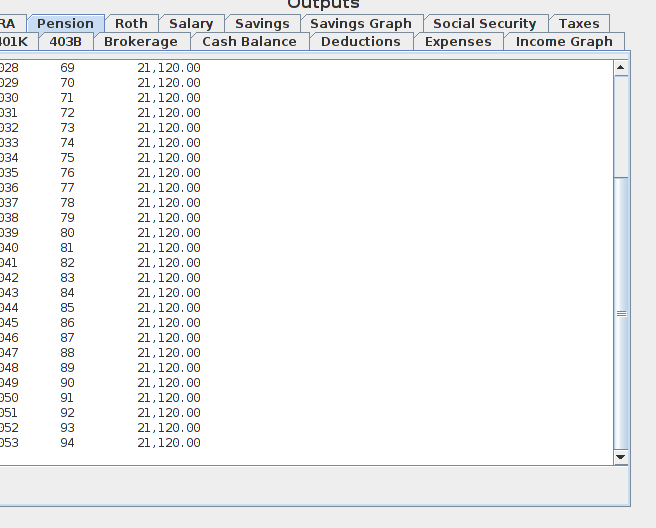 Outputs
RA Pension Roth Salary Savings Savings Graph Social Security Taxes
401K 403B Brokerage Cash Balance Deductions Expenses Income Graph
028 69 21,120.00
029 70 21,120.00
030 71 21,120.00
031 72 21,120.00
032 73 21,120.00
033 74 21,120.00
034 75 21,120.00
035 76 21,120.00
036 77 21,120.00
037 78 21,120.00
038 79 21,120.00
039 80 21,120.00
040 81 21,120.00
041 82 21,120.00
042 83 21,120.00
043 84 21,120.00
044 85 21,120.00
045 86 21,120.00
046 87 21,120.00
047 88 21,120.00
048 89 21,120.00
049 90 21,120.00
050 91 21,120.00
051 92 21,120.00
052 93 21,120.00
053 94 21,120.00